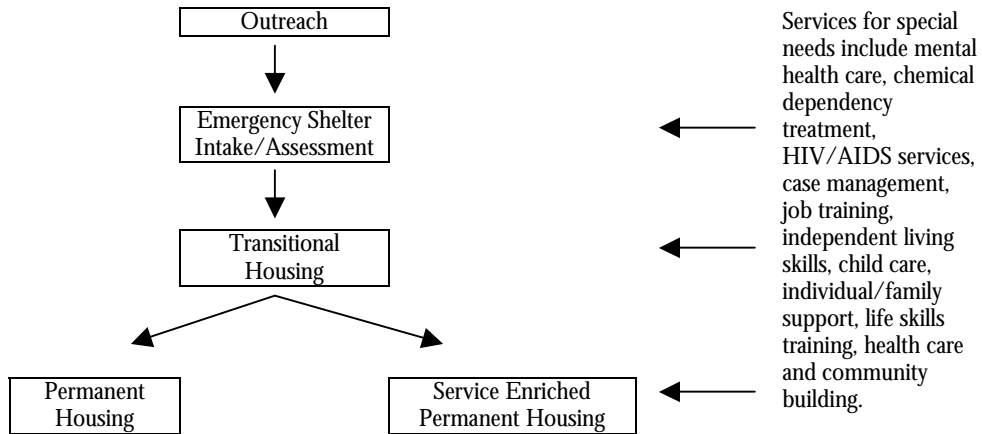 Outreach
Emergency Shelter
Intake/Assessment
Transitional
Housing
Permanent
Housing
Service Enriched
Permanent Housing
Services for special
needs include mental
health care, chemical
dependency
treatment,
HIV/AIDS services,
case management,
job training,
independent living
skills, child care,
individual/family
support, life skills
training, health care
and community
building.